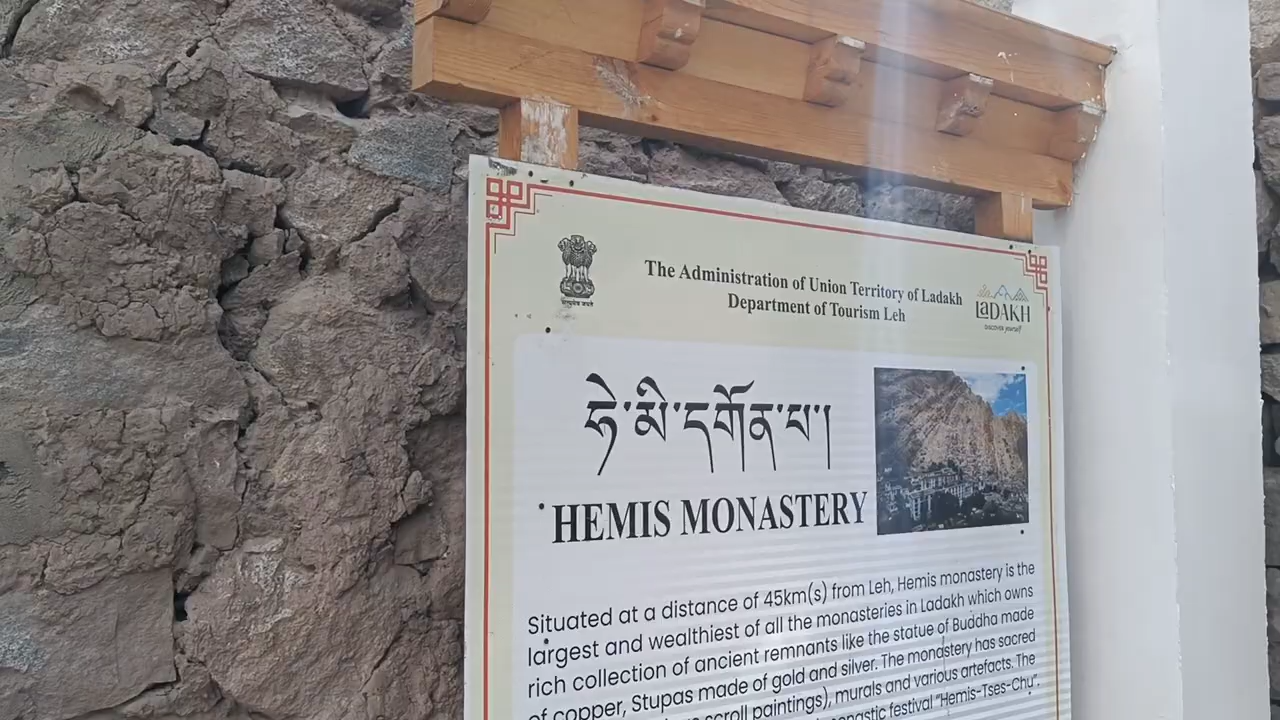 The Administration of Union Territory of Ladakh
Department of Tourism Leh
LaDAKH
DISCOVER yourself
ཧེ་མི་དགོན་པ་།
HEMIS MONASTERY
Situated at a distance of 45km(s) from Leh, Hemis monastery is the
largest and wealthiest of all the monasteries in Ladakh which owns
rich collection of ancient remnants like the statue of Buddha made
of copper, Stupas made of gold and silver. The monastery has sacred
scroll paintings), murals and various artefacts. The
monastic festival "Hemis-Tses-Chu".